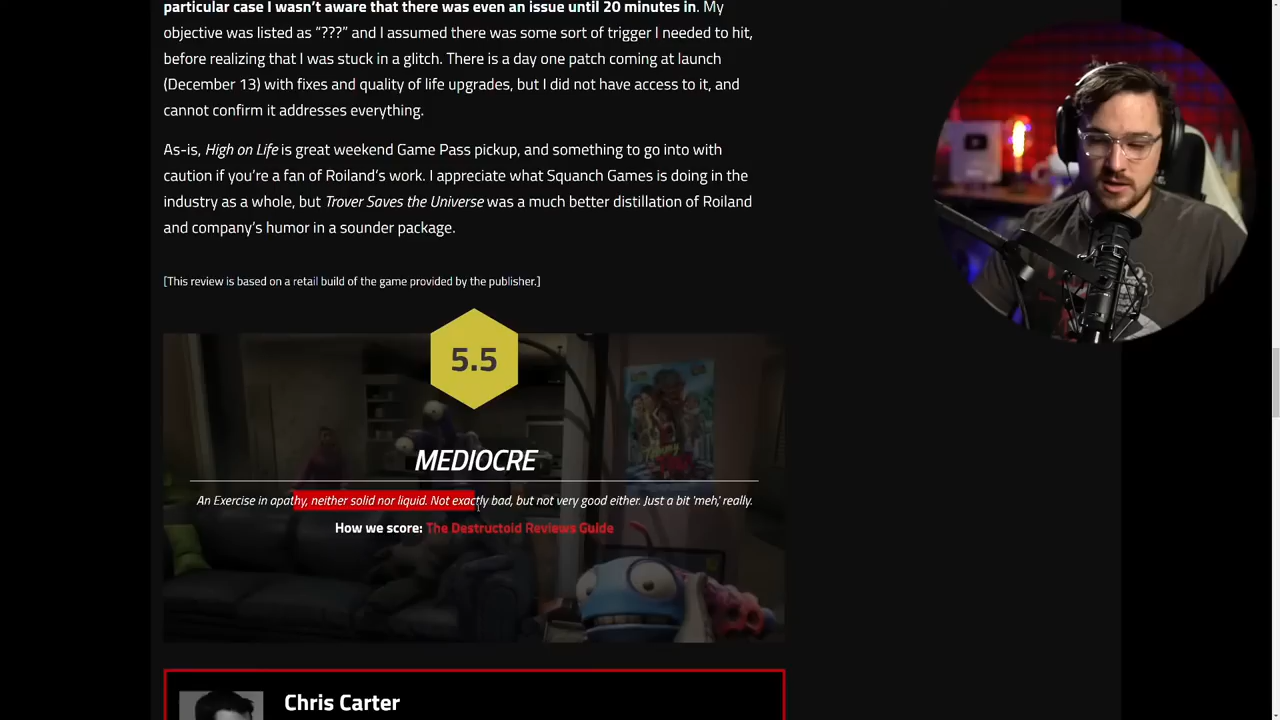 particular case I wasn't aware that there was even an issue until 20 minutes in. My
objective was listed as “???” and I assumed there was some sort of trigger I needed to hit,
before realizing that I was stuck in a glitch. There is a day one patch coming at launch
(December 13) with fixes and quality of life upgrades, but I did not have access to it, and
cannot confirm it addresses everything.
As-is, High on Life is great weekend Game Pass pickup, and something to go into with
caution if you're a fan of Roiland's work. I appreciate what Squanch Games is doing in the
industry as a whole, but Trover Saves the Universe was a much better distillation of Roiland
and company's humor in a sounder package.
[This review is based on a retail build of the game provided by the publisher.]
5.5
MEDIOCRE
An Exercise in apathy, neither solid nor liquid. Not exactly bad, but not very good either. Just a bit 'meh,' really.
How we score: The Destructoid Reviews Guide
Chris Carter